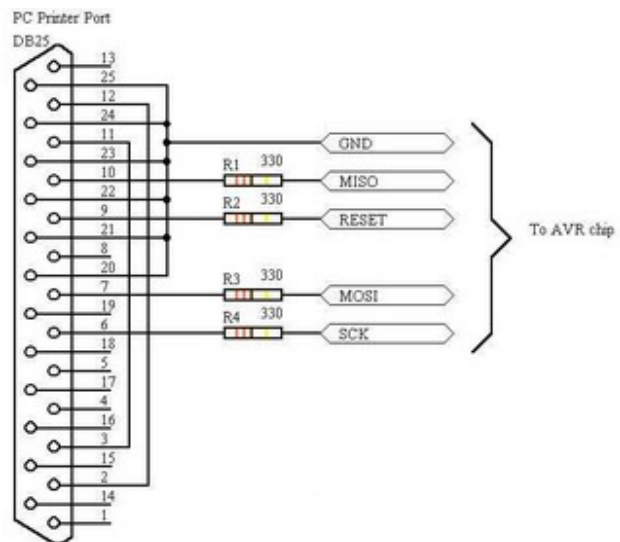 PC Printer Port
DB25
13
25
12
24
11
GND
23
R1 330
10
MISO
22
R2 330
9
RESET
21
To AVR chip
8
20
R3 330
7
MOSI
19
R4 330
6
SCK
18
5
17
4
16
3
15
2
14
1